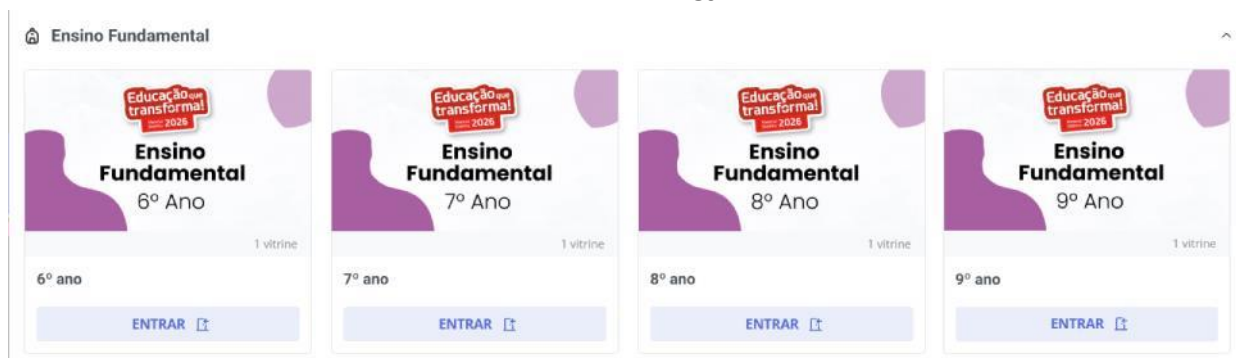 Ensino Fundamental
Educação que
transforma!
2026
Ensino
Fundamental
6º Ano
1 vitrine
6º ano
ENTRAR
Educação que
transforma!
2026
Ensino
Fundamental
7º Ano
1 vitrine
7º ano
ENTRAR
Educação que
transforma!
2026
Ensino
Fundamental
8º Ano
1 vitrine
8º ano
ENTRAR
Educação que
transforma!
2026
Ensino
Fundamental
9º Ano
1 vitrine
9º ano
ENTRAR